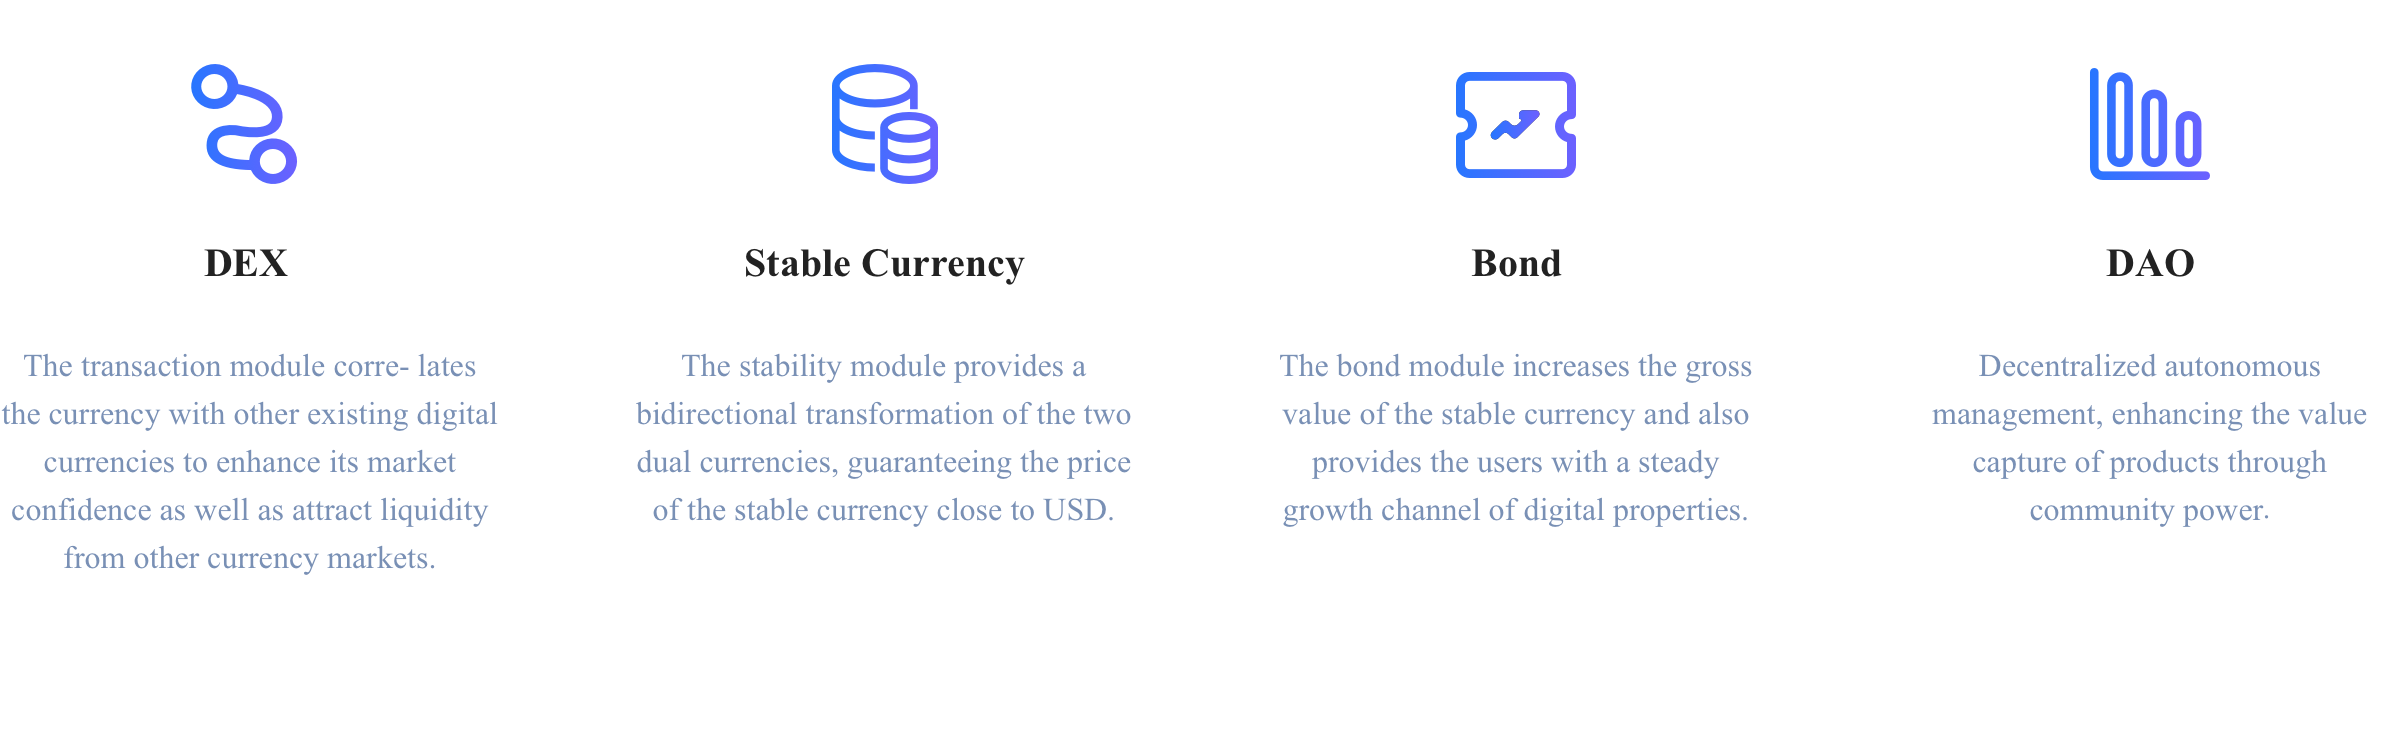 DEX
The transaction module corre- lates
the currency with other existing digital
currencies to enhance its market
confidence as well as attract liquidity
from other currency markets.
Stable Currency
The stability module provides a
bidirectional transformation of the two
dual currencies, guaranteeing the price
of the stable currency close to USD.
Bond
The bond module increases the gross
value of the stable currency and also
provides the users with a steady
growth channel of digital properties.
DAO
Decentralized autonomous
management, enhancing the value
capture of products through
community power.